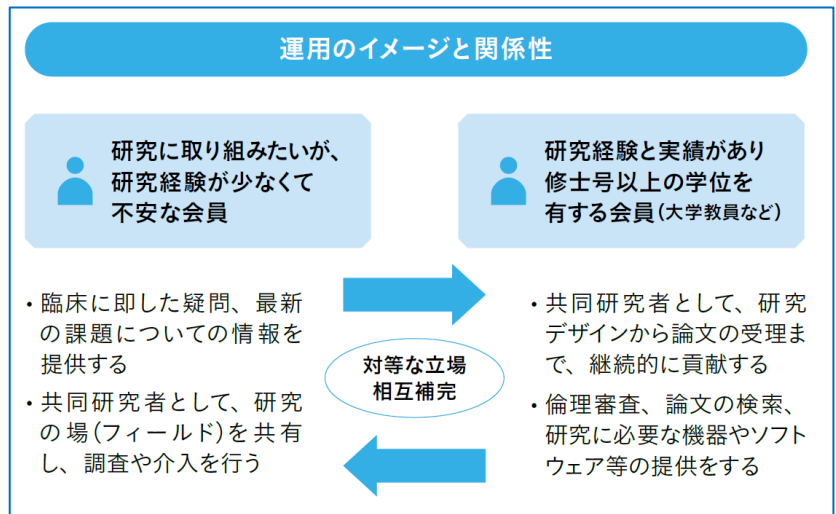 運用のイメージと関係性
研究に取り組みたいが、
研究経験が少なくて
不安な会員
研究経験と実績があり
修士号以上の学位を
有する会員(大学教員など)
・臨床に即した疑問、最新
の課題についての情報を
提供する
・共同研究者として、研究
の場(フィールド)を共有
し、調査や介入を行う
対等な立場
相互補完
・共同研究者として、研究
デザインから論文の受理ま
で、継続的に貢献する
・倫理審査、論文の検索、
研究に必要な機器やソフト
ウェア等の提供をする